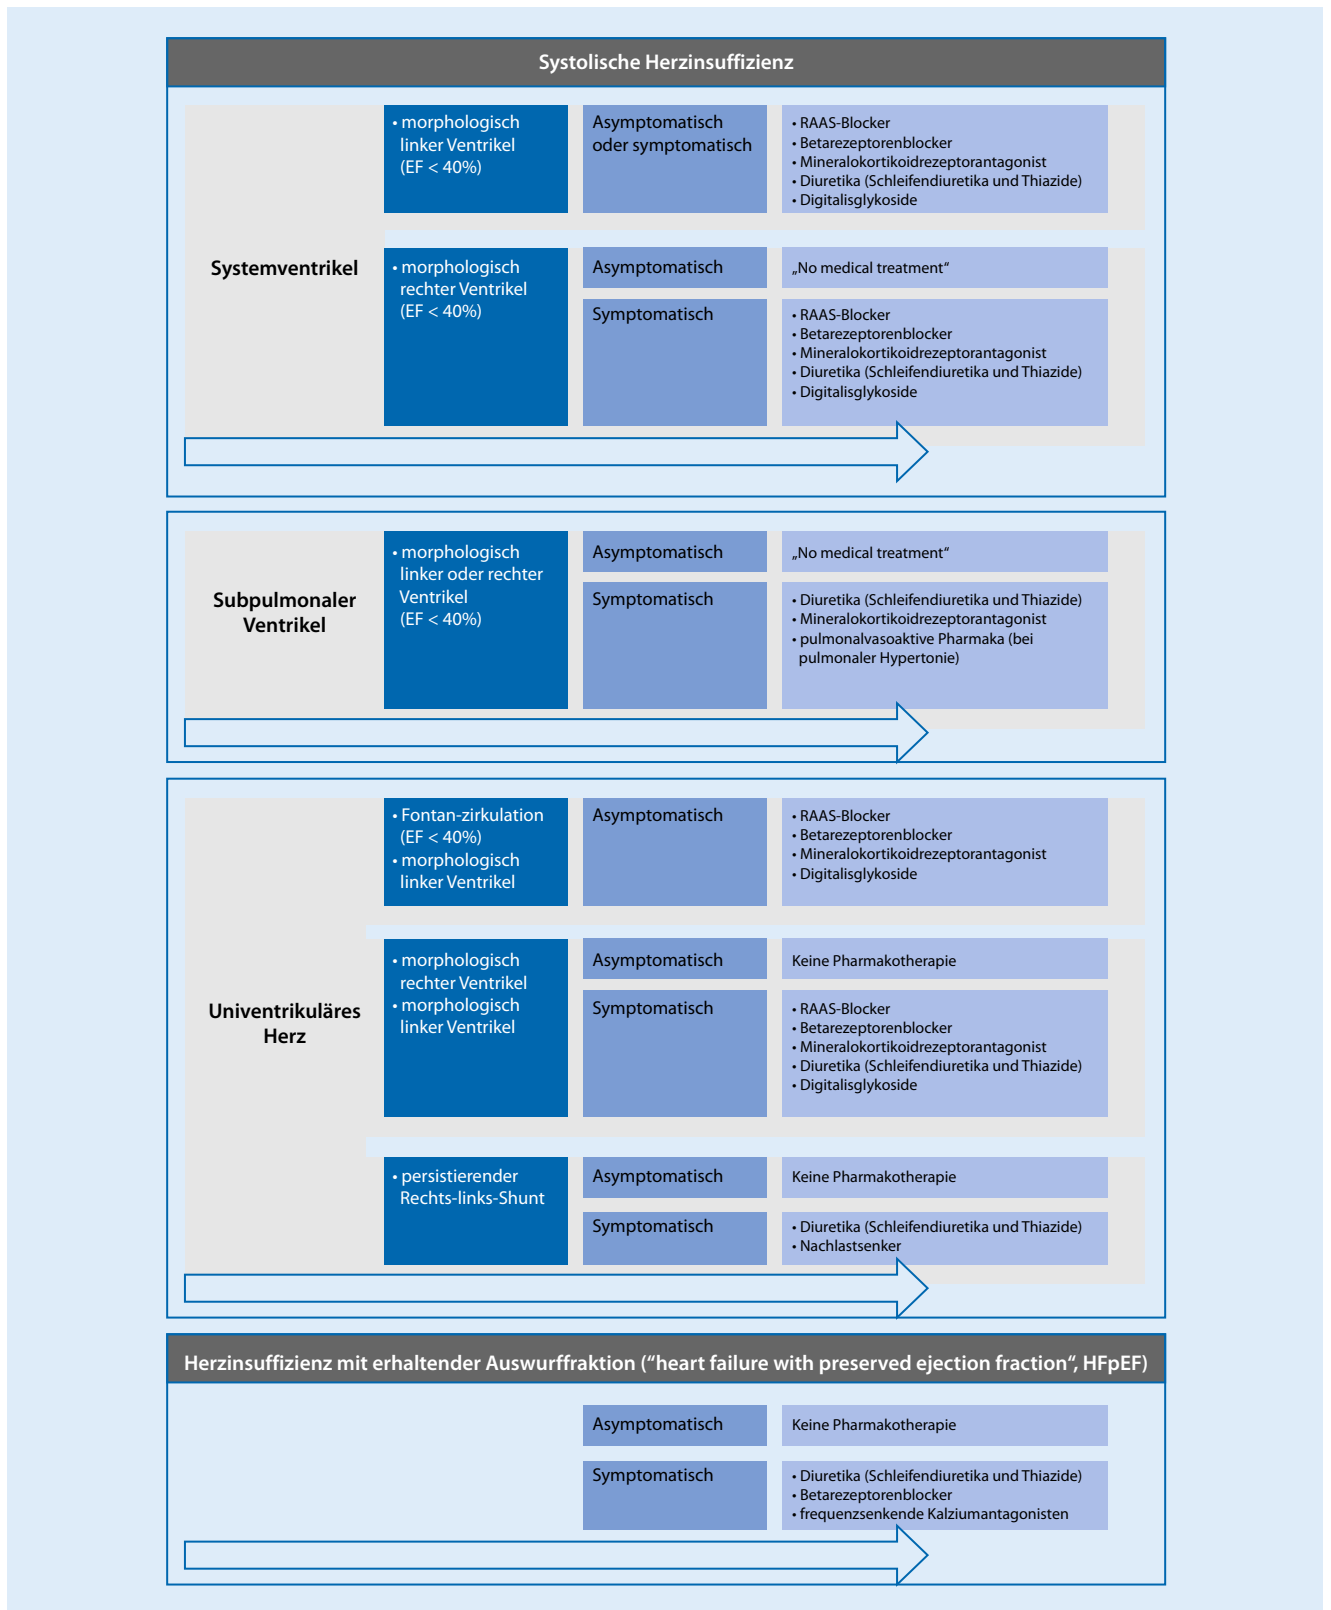 Systolische Herzinsuffizienz
Systemventrikel
• morphologisch
linker Ventrikel
(EF < 40%)
Asymptomatisch
oder symptomatisch
• RAAS-Blocker
• Betarezeptorenblocker
• Mineralokortikoidrezeptorantagonist
• Diuretika (Schleifendiuretika und Thiazide)
• Digitalisglykoside
• morphologisch
rechter Ventrikel
(EF < 40%)
Asymptomatisch
„No medical treatment“
Symptomatisch
• RAAS-Blocker
• Betarezeptorenblocker
• Mineralokortikoidrezeptorantagonist
• Diuretika (Schleifendiuretika und Thiazide)
• Digitalisglykoside
Subpulmonaler
Ventrikel
• morphologisch
linker oder rechter
Ventrikel
(EF < 40%)
Asymptomatisch
„No medical treatment“
Symptomatisch
• Diuretika (Schleifendiuretika und Thiazide)
• Mineralokortikoidrezeptorantagonist
• pulmonalvasoaktive Pharmaka (bei
pulmonaler Hypertonie)
Univentrikuläres
Herz
• Fontan-zirkulation
(EF < 40%)
• morphologisch
linker Ventrikel
Asymptomatisch
• RAAS-Blocker
• Betarezeptorenblocker
• Mineralokortikoidrezeptorantagonist
• Digitalisglykoside
• morphologisch
rechter Ventrikel
• morphologisch
linker Ventrikel
Asymptomatisch
Keine Pharmakotherapie
Symptomatisch
• RAAS-Blocker
• Betarezeptorenblocker
• Mineralokortikoidrezeptorantagonist
• Diuretika (Schleifendiuretika und Thiazide)
• Digitalisglykoside
• persistierender
Rechts-links-Shunt
Asymptomatisch
Keine Pharmakotherapie
Symptomatisch
• Diuretika (Schleifendiuretika und Thiazide)
• Nachlastsenker
Herzinsuffizienz mit erhaltender Auswurffraktion (“heart failure with preserved ejection fraction“, HFpEF)
Asymptomatisch
Keine Pharmakotherapie
Symptomatisch
• Diuretika (Schleifendiuretika und Thiazide)
• Betarezeptorenblocker
• frequenzsenkende Kalziumantagonisten